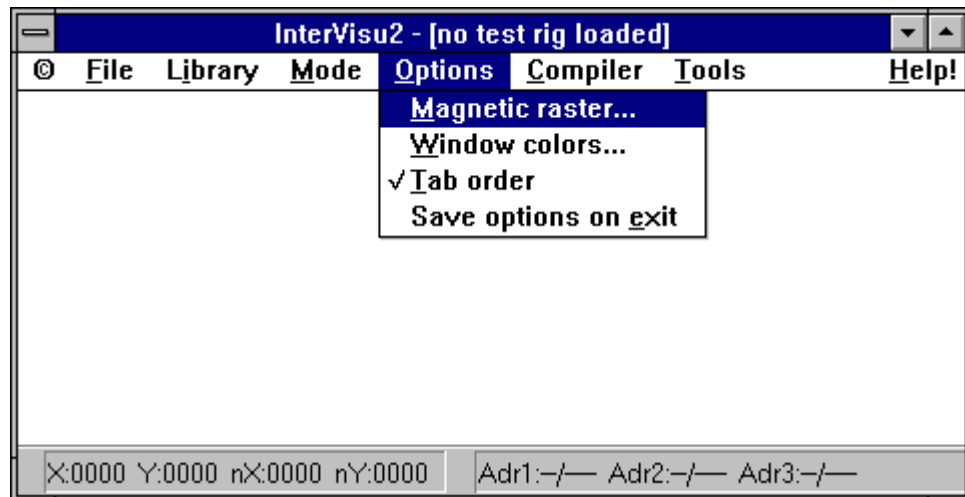 InterVisu2 - [no test rig loaded]
© File Library Mode Options Compiler Tools Help!
Magnetic raster...
Window colors...
✓ Tab order
Save options on exit
X:0000 Y:0000 nX:0000 nY:0000 Adr1:–/–– Adr2:–/–– Adr3:–/––